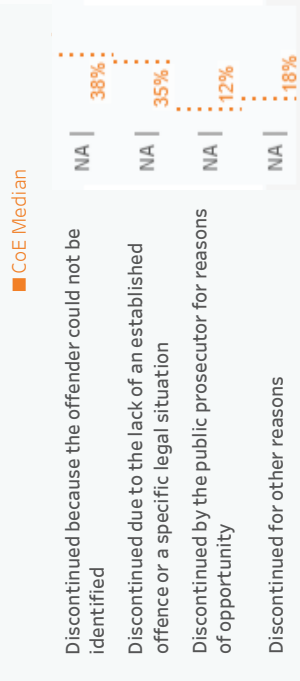 CoE Median
Discontinued because the offender could not be
identified
NA
38%
Discontinued due to the lack of an established
offence or a specific legal situation
NA
35%
Discontinued by the public prosecutor for reasons
of opportunity
NA
12%
Discontinued for other reasons
NA
18%